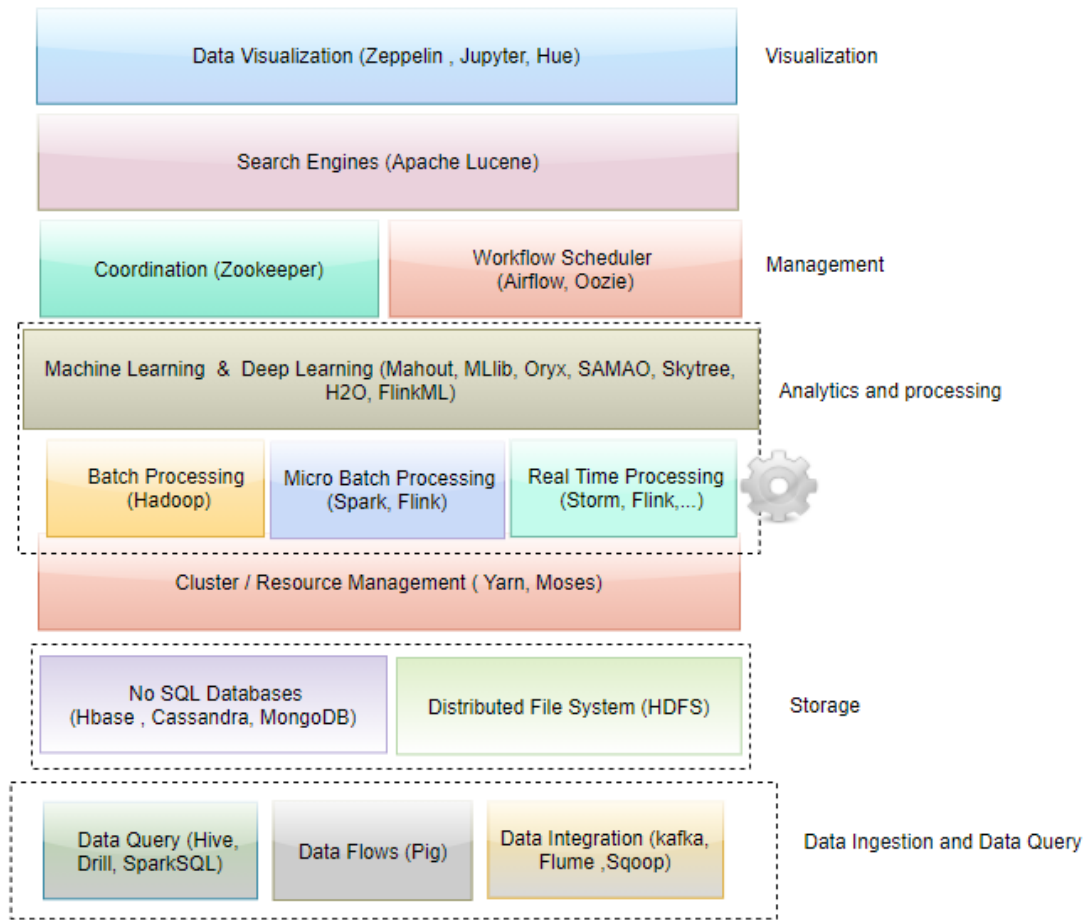 Data Visualization (Zeppelin , Jupyter, Hue)
Visualization
Search Engines (Apache Lucene)
Coordination (Zookeeper)
Workflow Scheduler
(Airflow, Oozie)
Management
Machine Learning & Deep Learning (Mahout, MLlib, Oryx, SAMAO, Skytree,
H2O, FlinkML)
Analytics and processing
Batch Processing
(Hadoop)
Micro Batch Processing
(Spark, Flink)
Real Time Processing
(Storm, Flink,...)
Cluster / Resource Management ( Yarn, Moses)
No SQL Databases
(Hbase , Cassandra, MongoDB)
Distributed File System (HDFS)
Storage
Data Query (Hive,
Drill, SparkSQL)
Data Flows (Pig)
Data Integration (kafka,
Flume ,Sqoop)
Data Ingestion and Data Query